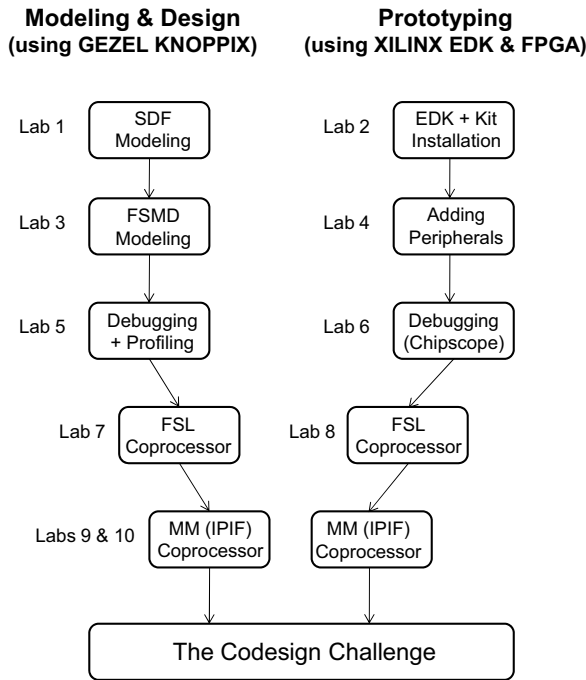 Modeling & Design
(using GEZEL KNOPPIX)
Prototyping
(using XILINX EDK & FPGA)
Lab 1
SDF
Modeling
Lab 2
EDK + Kit
Installation
Lab 3
FSMD
Modeling
Lab 4
Adding
Peripherals
Lab 5
Debugging
+ Profiling
Lab 6
Debugging
(Chipscope)
Lab 7
FSL
Coprocessor
Lab 8
FSL
Coprocessor
Labs 9 & 10
MM (IPIF)
Coprocessor
MM (IPIF)
Coprocessor
The Codesign Challenge